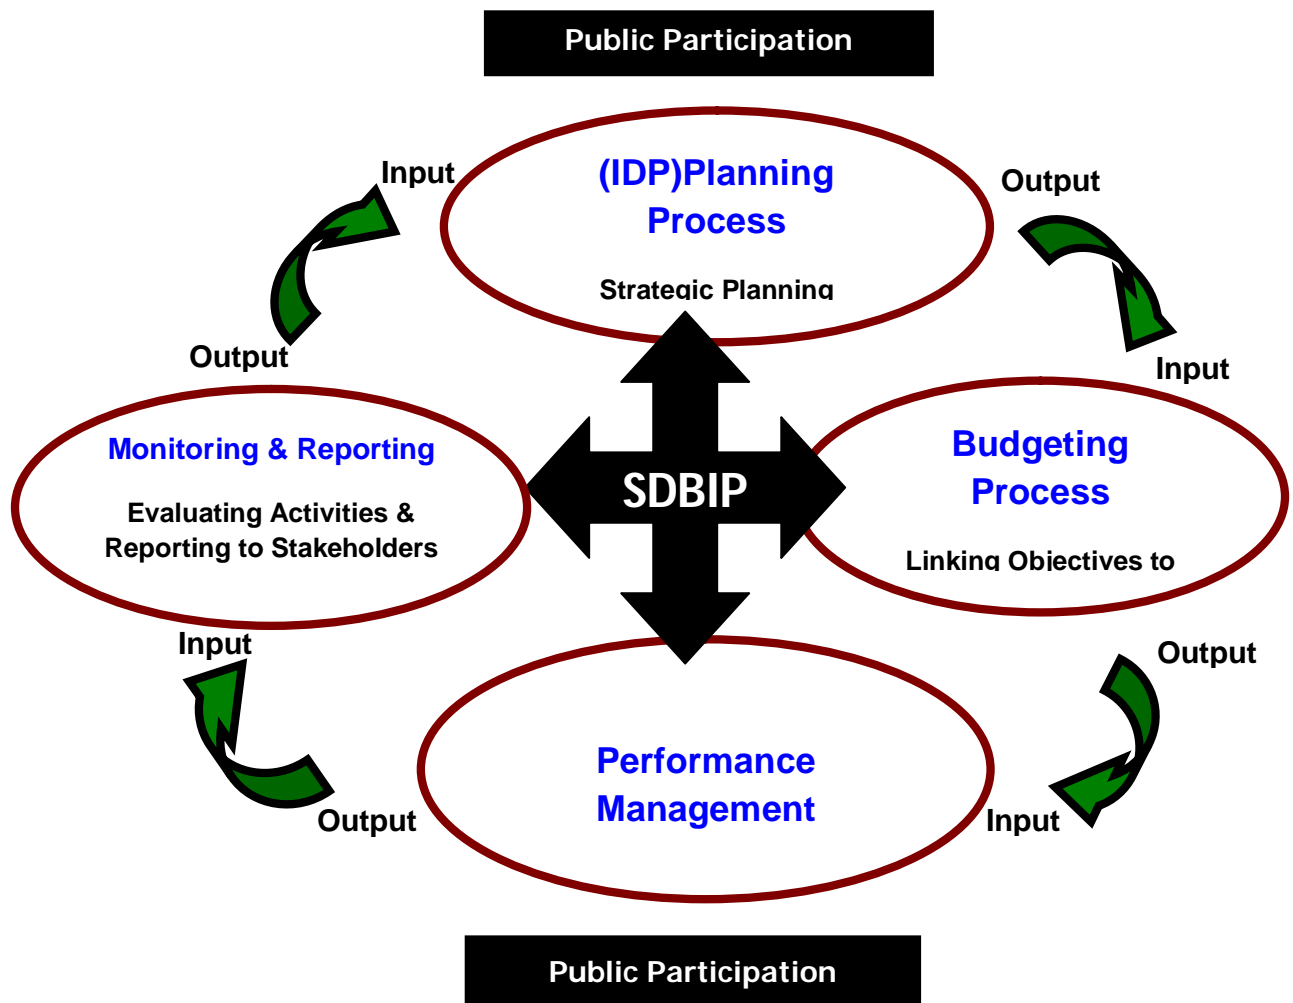 Public Participation
Input
(IDP)Planning
Process
Strategic Planning
Output
Output
Input
Monitoring & Reporting
Evaluating Activities &
Reporting to Stakeholders
SDBIP
Budgeting
Process
Linking Objectives to
Input
Output
Performance
Management
Output
Input
Public Participation